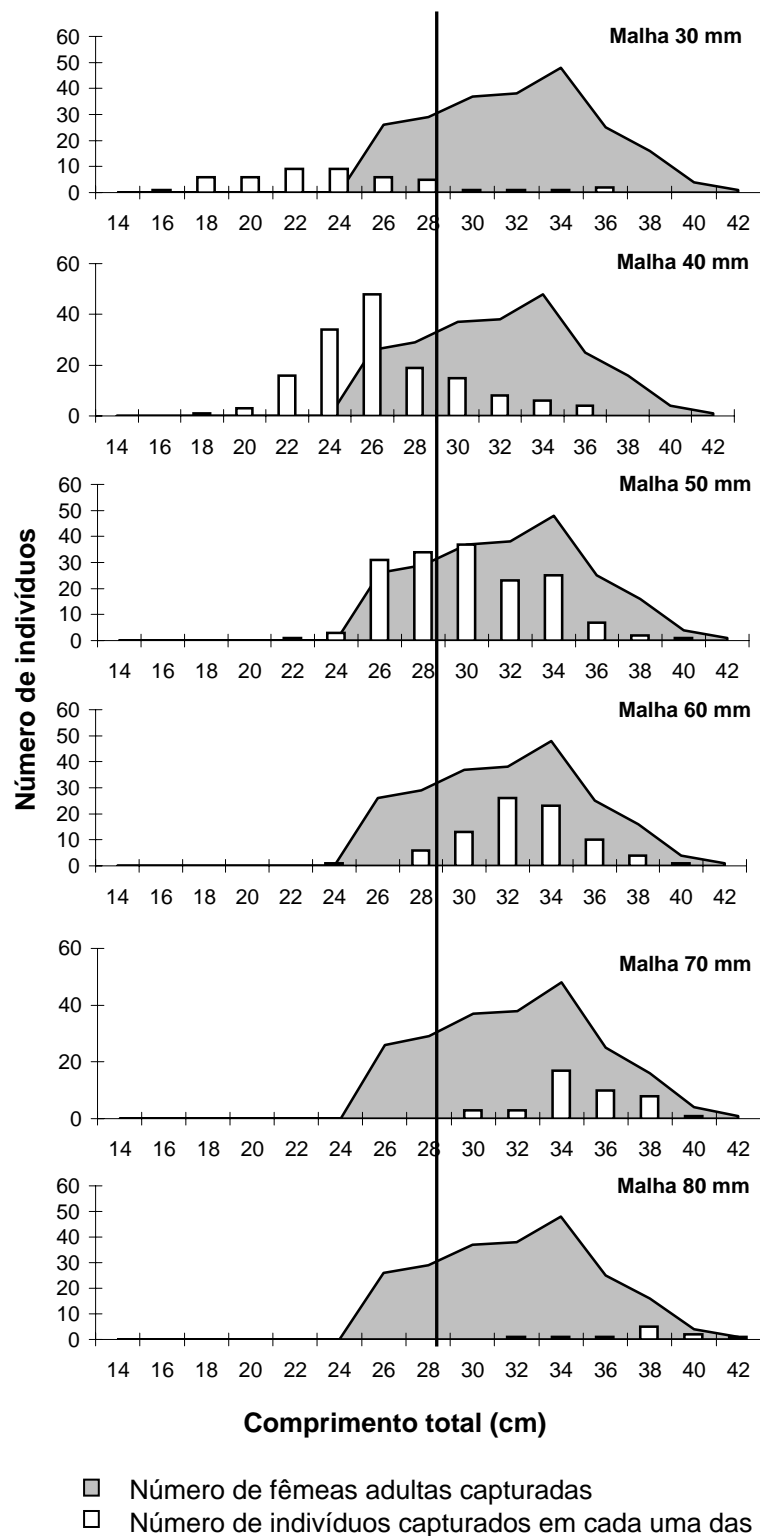 Malha 30 mm
60
50
40
30
20
10
0
14 16 18 20 22 24 26 28 30 32 34 36 38 40 42
Malha 40 mm
60
40
20
0
14 16 18 20 22 24 26 28 30 32 34 36 38 40 42
Malha 50 mm
60
50
40
30
20
10
0
14 16 18 20 22 24 26 28 30 32 34 36 38 40 42
Malha 60 mm
60
50
40
30
20
10
0
14 16 18 20 22 24 26 28 30 32 34 36 38 40 42
Malha 70 mm
60
40
20
0
14 16 18 20 22 24 26 28 30 32 34 36 38 40 42
Malha 80 mm
60
50
40
30
20
10
0
14 16 18 20 22 24 26 28 30 32 34 36 38 40 42
Número de indivíduos
Comprimento total (cm)
Número de fêmeas adultas capturadas
Número de indivíduos capturados em cada uma das